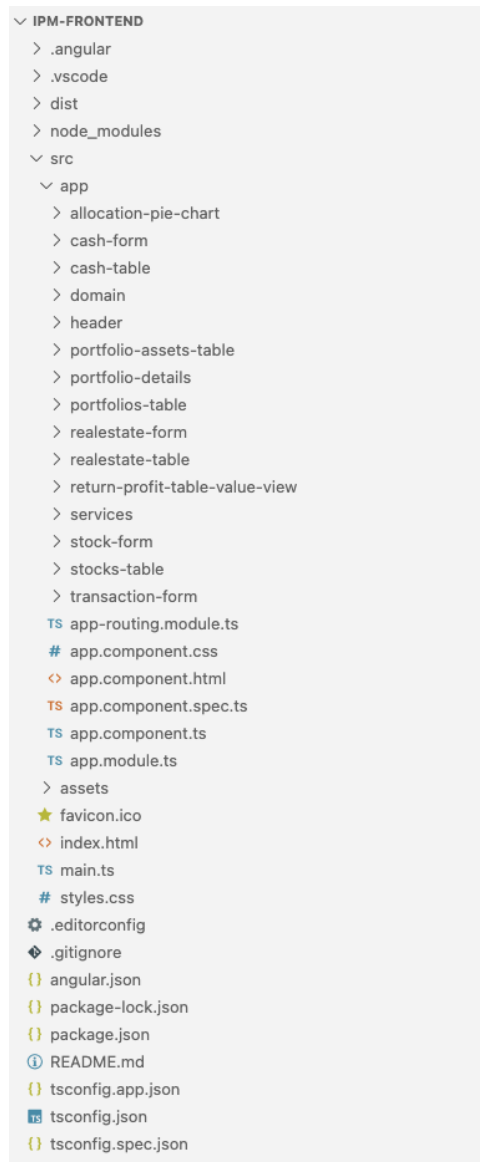 IPM-FRONTEND
.angular
.vscode
dist
node_modules
src
app
allocation-pie-chart
cash-form
cash-table
domain
header
portfolio-assets-table
portfolio-details
portfolios-table
realestate-form
realestate-table
return-profit-table-value-view
services
stock-form
stocks-table
transaction-form
TS app-routing.module.ts
# app.component.css
<> app.component.html
TS app.component.spec.ts
TS app.component.ts
TS app.module.ts
assets
favicon.ico
<> index.html
TS main.ts
# styles.css
.editorconfig
.gitignore
{} angular.json
{} package-lock.json
{} package.json
README.md
{} tsconfig.app.json
TS tsconfig.json
{} tsconfig.spec.json